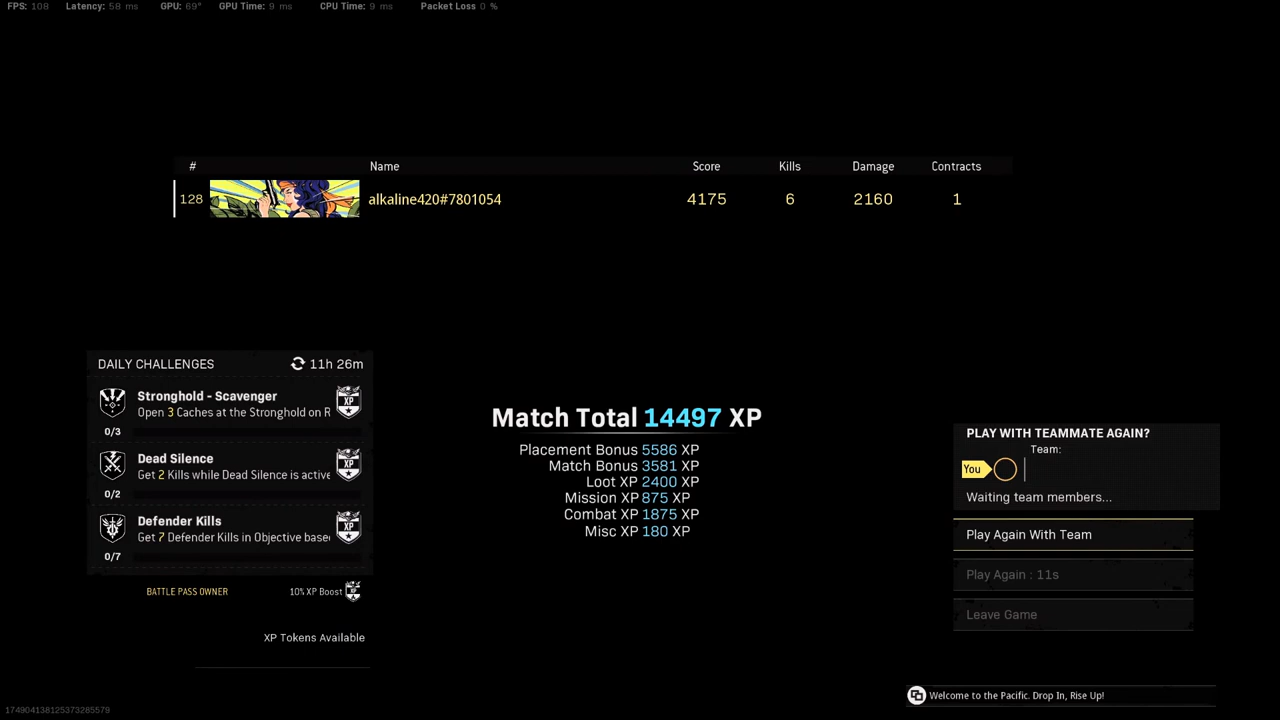 FPS: 108 Latency: 58 ms GPU: 69° GPU Time: 9 ms CPU Time: 9 ms Packet Loss 0 %
# Name Score Kills Damage Contracts
128 alkaline420#7801054 4175 6 2160 1
DAILY CHALLENGES 11h 26m
Stronghold - Scavenger
Open 3 Caches at the Stronghold on R
XP
0/3
Dead Silence
Get 2 Kills while Dead Silence is active
XP
0/2
Defender Kills
Get 7 Defender Kills in Objective base
XP
0/7
BATTLE PASS OWNER 10% XP Boost XP
XP Tokens Available
Match Total 14497 XP
Placement Bonus 5586 XP
Match Bonus 3581 XP
Loot XP 2400 XP
Mission XP 875 XP
Combat XP 1875 XP
Misc XP 180 XP
PLAY WITH TEAMMATE AGAIN?
Team:
You
Waiting team members...
Play Again With Team
Play Again : 11s
Leave Game
Welcome to the Pacific. Drop In, Rise Up!
174904138125373285579